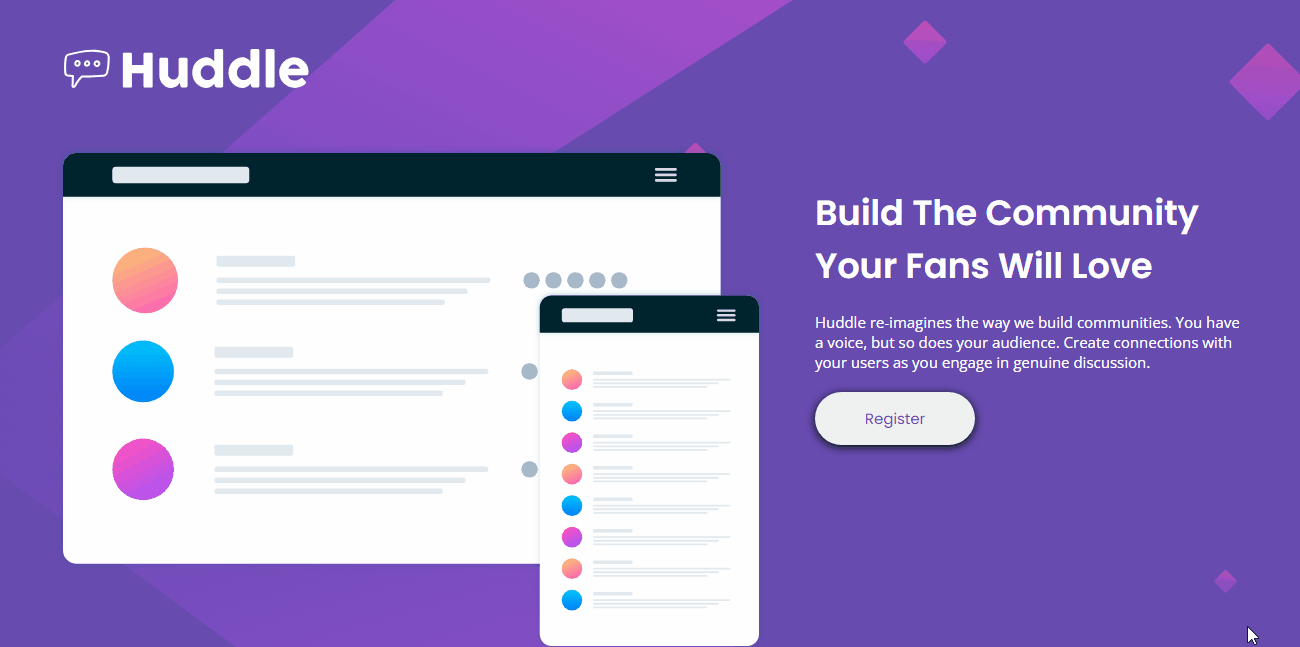 Huddle
Build The Community
Your Fans Will Love
Huddle re-imagines the way we build communities. You have
a voice, but so does your audience. Create connections with
your users as you engage in genuine discussion.
Register